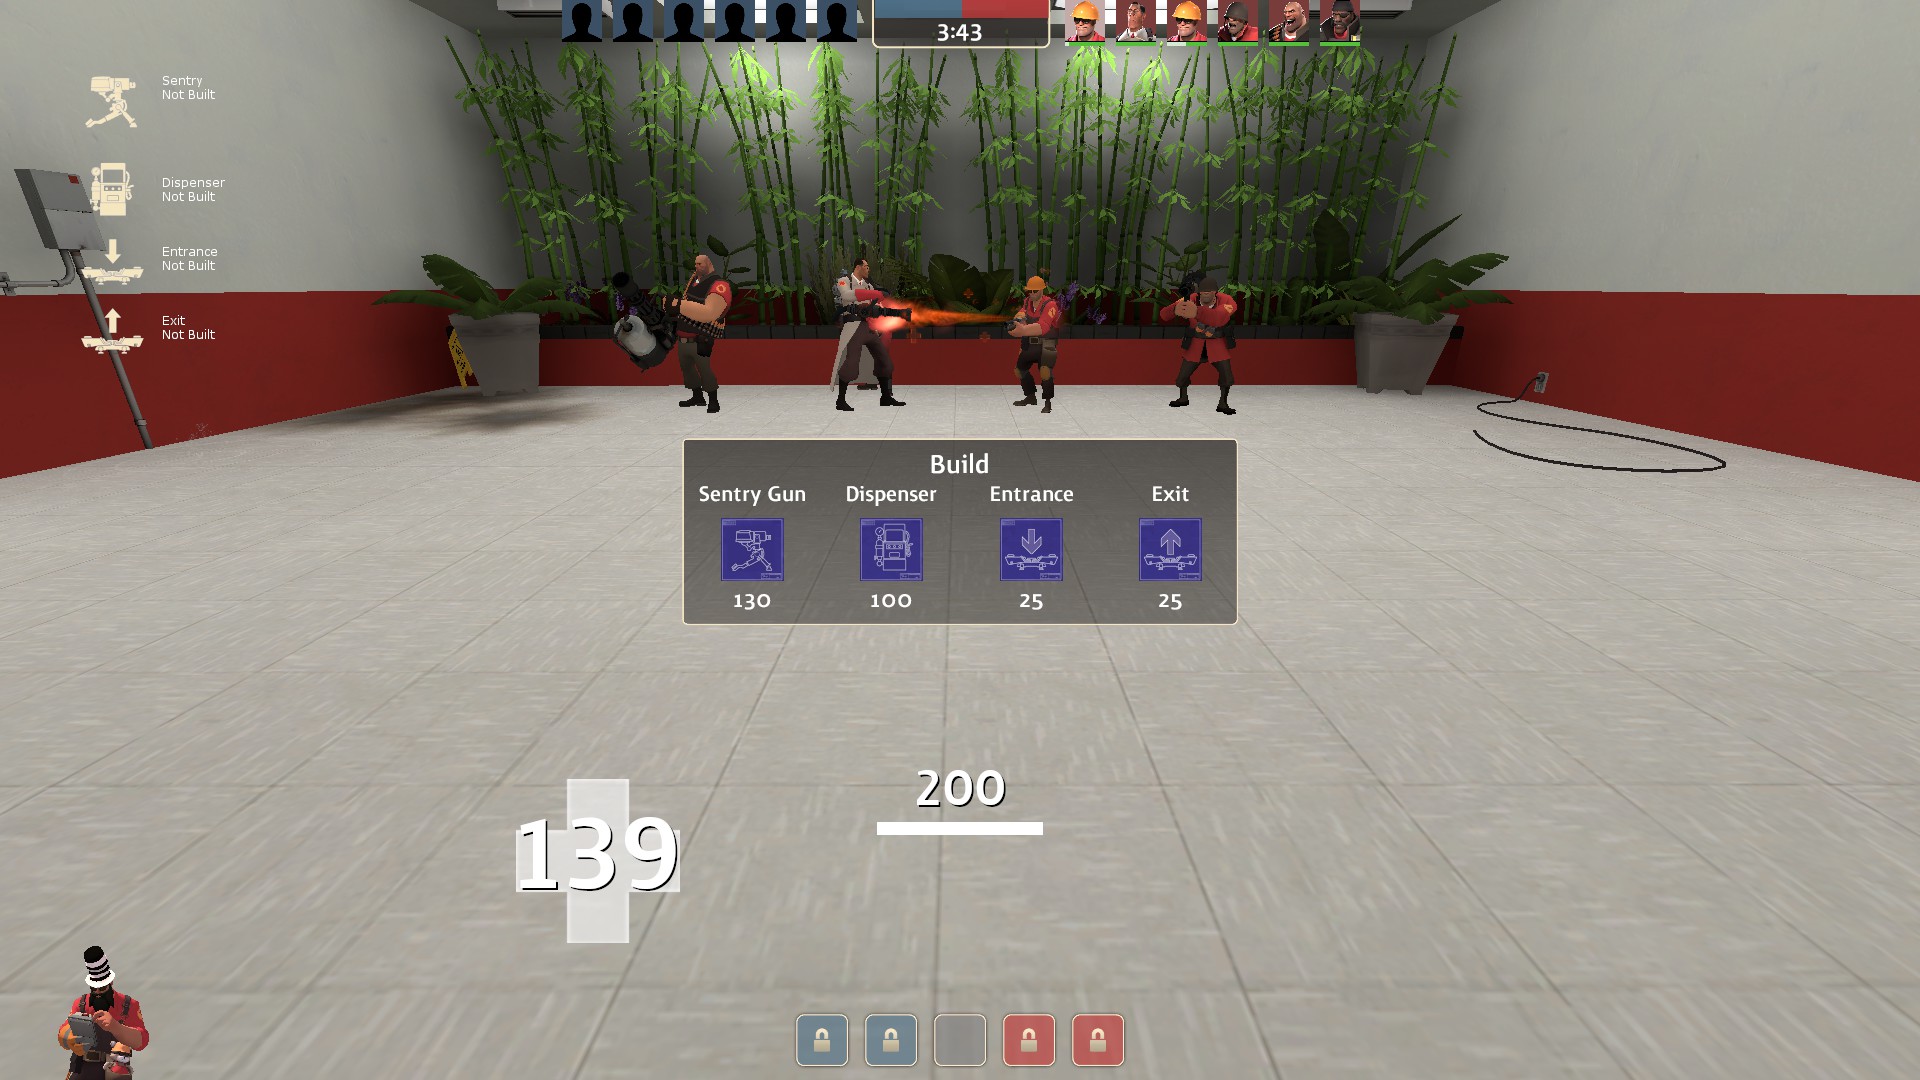 3:43
Sentry
Not Built
Dispenser
Not Built
Entrance
Not Built
Exit
Not Built
Build
Sentry Gun Dispenser Entrance Exit
130 100 25 25
200
139